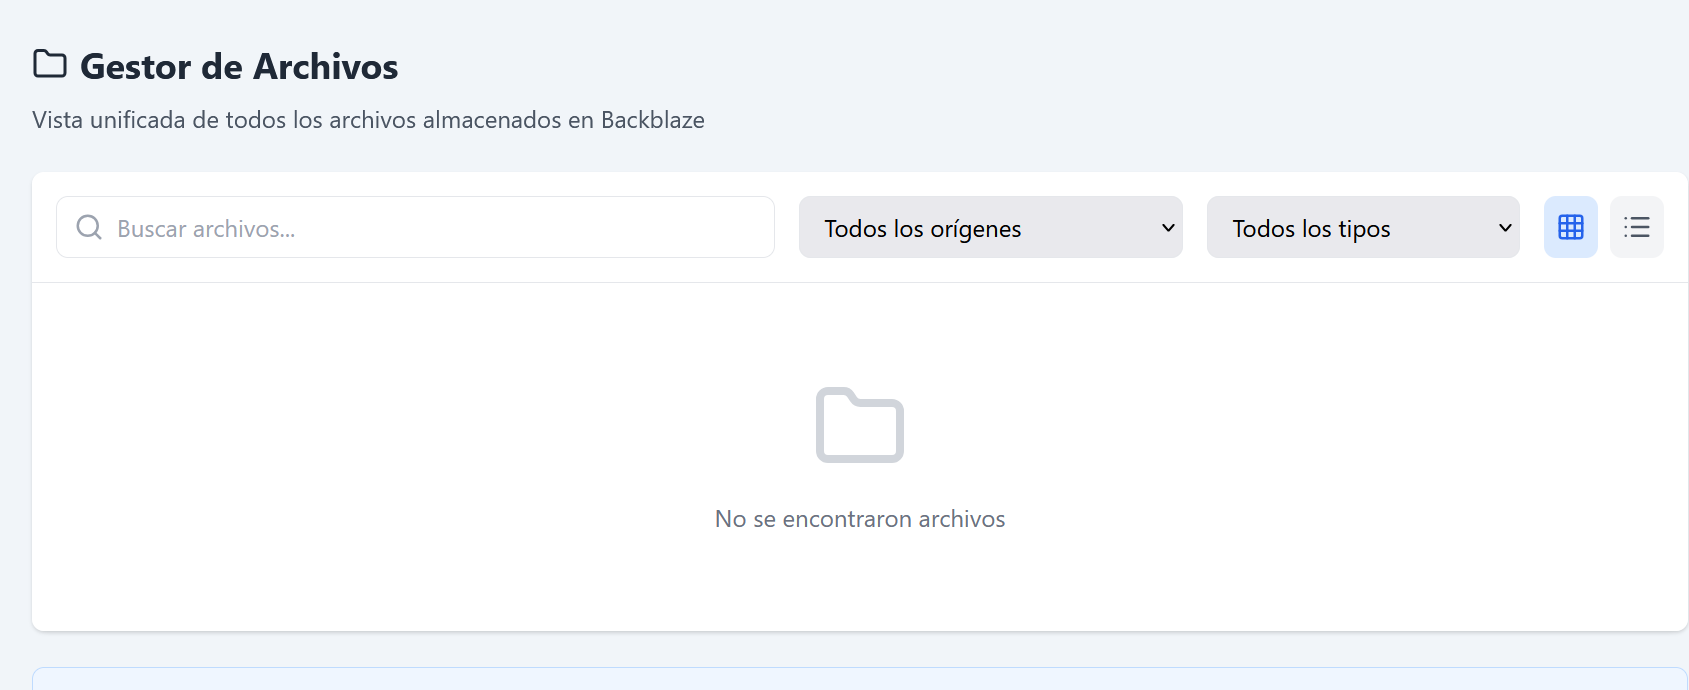 Gestor de Archivos
Vista unificada de todos los archivos almacenados en Backblaze
Buscar archivos...
Todos los orígenes
Todos los tipos
No se encontraron archivos